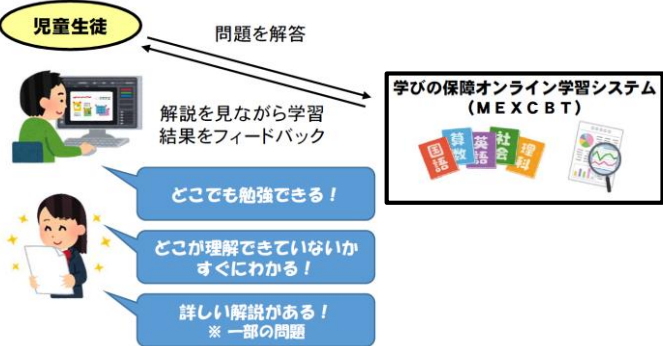 児童生徒
問題を解答
解説を見ながら学習
結果をフィードバック
学びの保障オンライン学習システム
(MEXCBT)
国語
算数
英語
社会
理科
どこでも勉強できる!
どこが理解できていないか
すぐにわかる!
詳しい解説がある!
※ 一部の問題